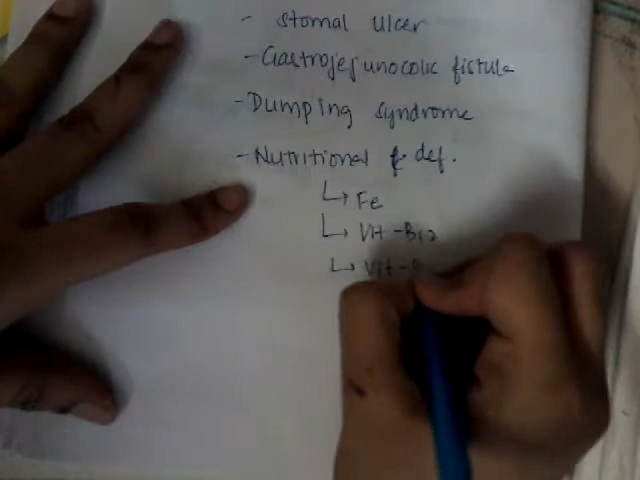 - Stomal Ulcer
- Gastrojejunocolic fistula
- Dumping syndrome
- Nutritional def.
↳ Fe
↳ Vit - B12
↳ Vit -